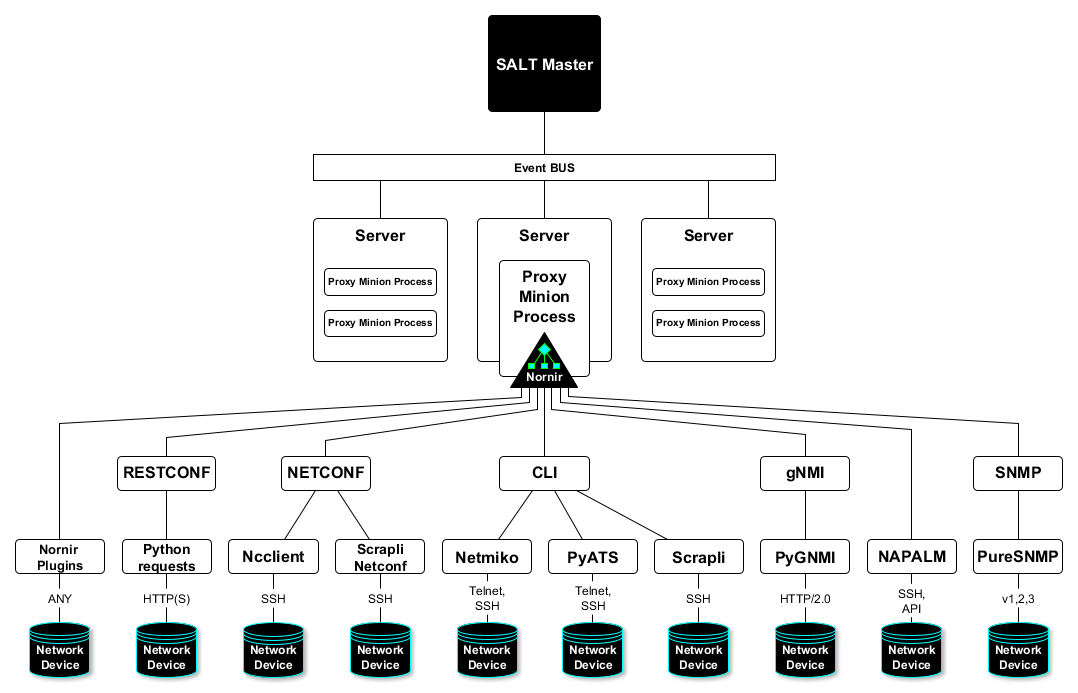 SALT Master
Event BUS
Server
Server
Server
Proxy Minion Process
Proxy Minion Process
Proxy
Minion
Process
Proxy Minion Process
Proxy Minion Process
Nornir
RESTCONF
NETCONF
CLI
gNMI
SNMP
Nornir
Plugins
Python
requests
Ncclient
Scrapli
Netconf
Netmiko
PyATS
Scrapli
PyGNMI
NAPALM
PureSNMP
ANY
HTTP(S)
SSH
SSH
Telnet,
SSH
Telnet,
SSH
SSH
HTTP/2.0
SSH,
API
v1,2,3
Network
Device
Network
Device
Network
Device
Network
Device
Network
Device
Network
Device
Network
Device
Network
Device
Network
Device
Network
Device